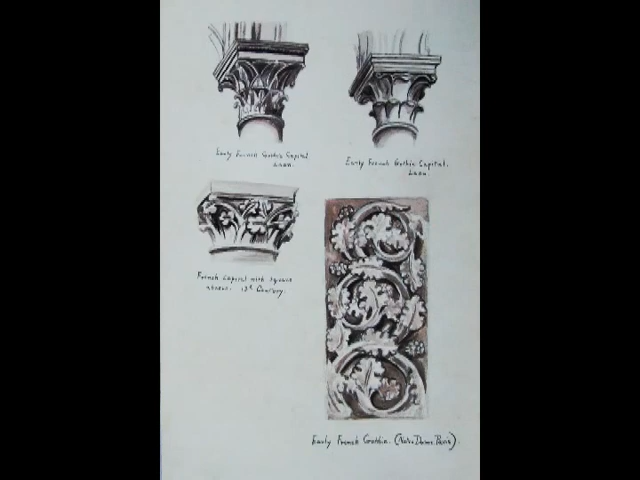 Early French Gothic Capital
Laon.
Early French Gothic Capital.
Laon.
French Capital with square
abacus. 13th Century.
Early French Gothic. (Notre Dame. Paris).